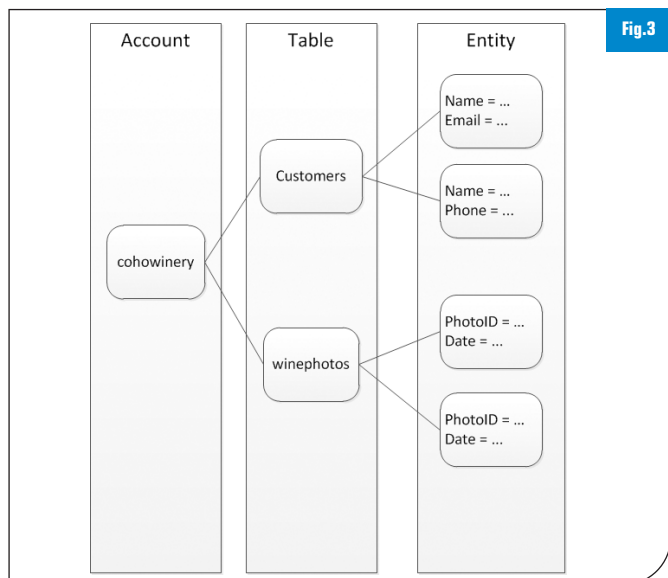 Fig.3
Account
Table
Entity
cohowinery
Customers
winephotos
Name = ...
Email = ...
Name = ...
Phone = ...
PhotoID = ...
Date = ...
PhotoID = ...
Date = ...